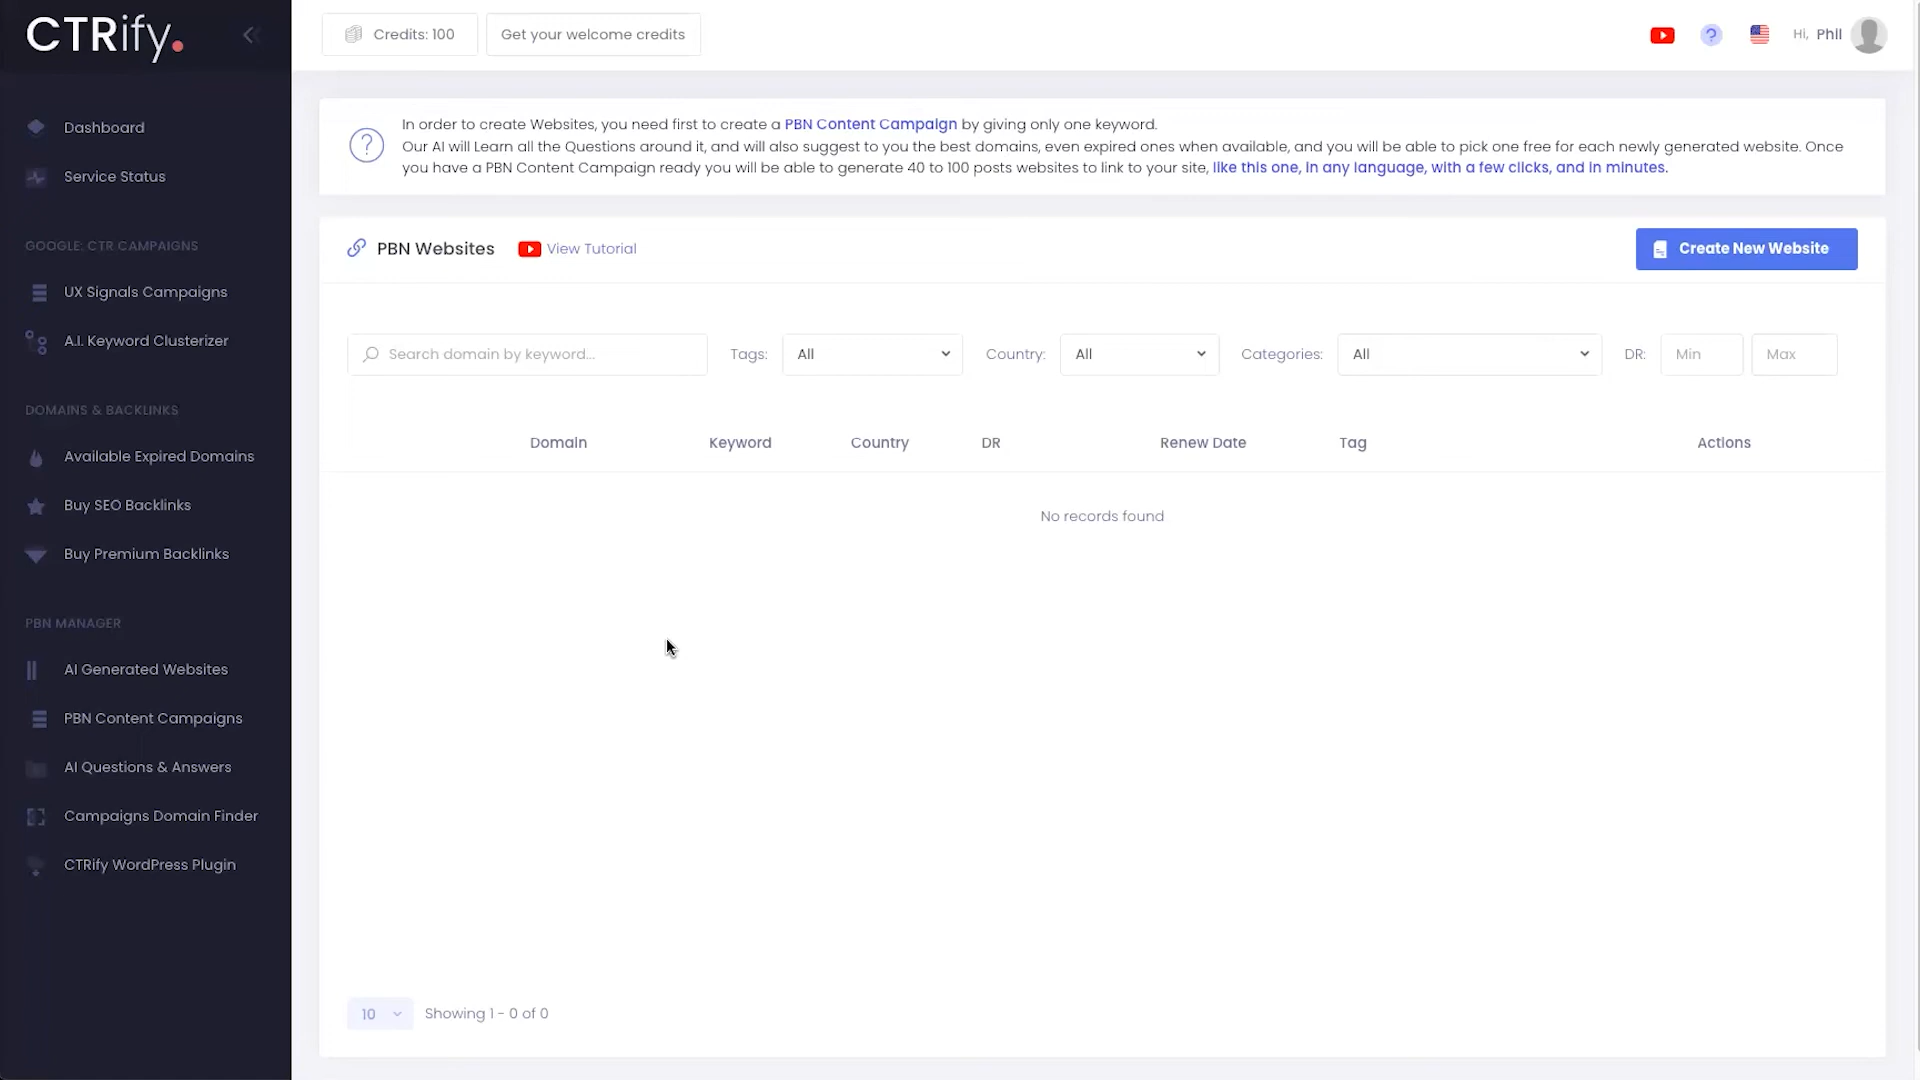 CTRify.
Credits: 100
Get your welcome credits
Hi, Phil
Dashboard
Service Status
GOOGLE: CTR CAMPAIGNS
UX Signals Campaigns
A.I. Keyword Clusterizer
DOMAINS & BACKLINKS
Available Expired Domains
Buy SEO Backlinks
Buy Premium Backlinks
PBN MANAGER
AI Generated Websites
PBN Content Campaigns
AI Questions & Answers
Campaigns Domain Finder
CTRify WordPress Plugin
In order to create Websites, you need first to create a PBN Content Campaign by giving only one keyword.
Our AI will Learn all the Questions around it, and will also suggest to you the best domains, even expired ones when available, and you will be able to pick one free for each newly generated website. Once
you have a PBN Content Campaign ready you will be able to generate 40 to 100 posts websites to link to your site, like this one, in any language, with a few clicks, and in minutes.
PBN Websites
View Tutorial
Create New Website
Search domain by keyword...
Tags: All
Country: All
Categories: All
DR: Min Max
Domain Keyword Country DR Renew Date Tag Actions
No records found
10
Showing 1 - 0 of 0